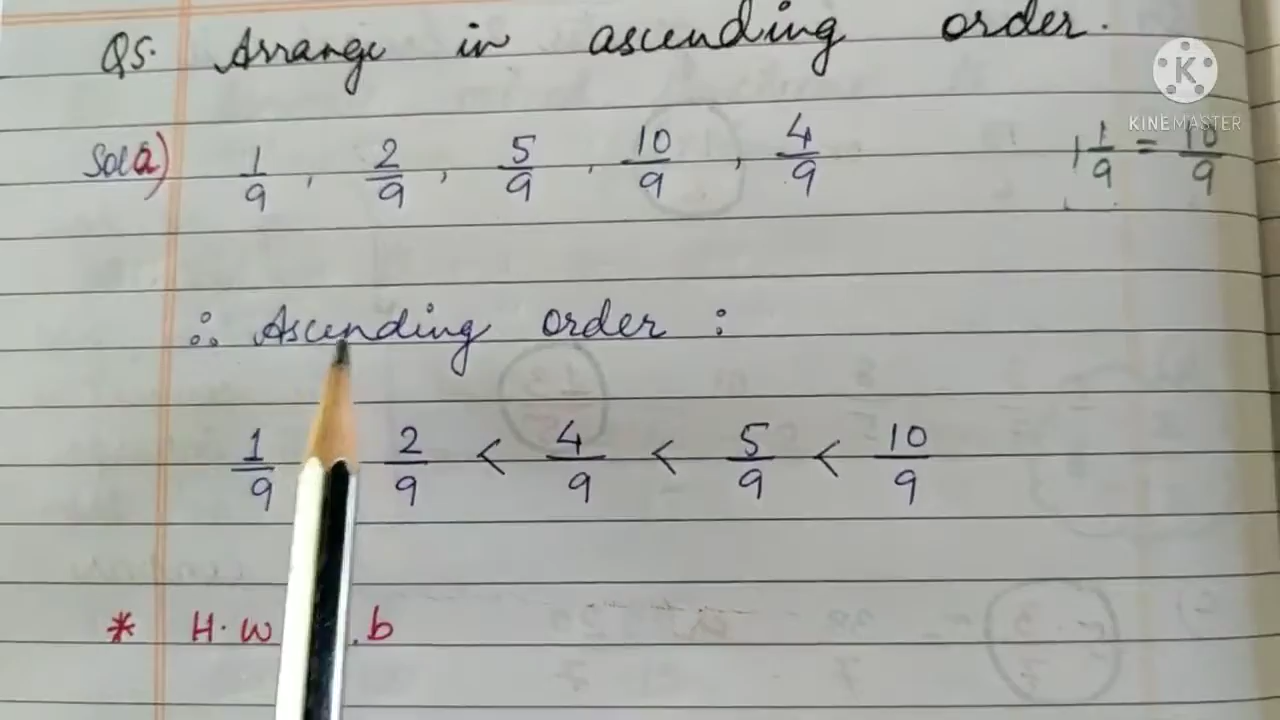 Q5. Arrange in ascending order.
KINEMASTER
Sol a) 1/9, 2/9, 5/9, 10/9, 4/9 1 1/9 = 10/9
∴ Ascending order :
1/9 2/9 < 4/9 < 5/9 < 10/9
* H.W .b